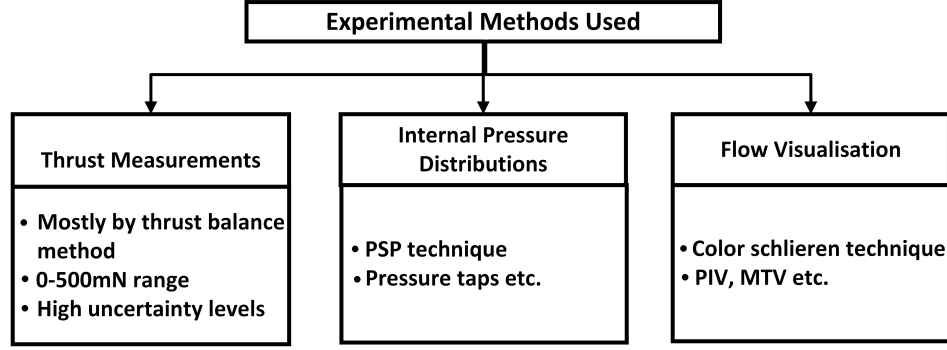 Experimental Methods Used
Thrust Measurements
• Mostly by thrust balance
method
• 0-500mN range
• High uncertainty levels
Internal Pressure
Distributions
• PSP technique
• Pressure taps etc.
Flow Visualisation
• Color schlieren technique
• PIV, MTV etc.